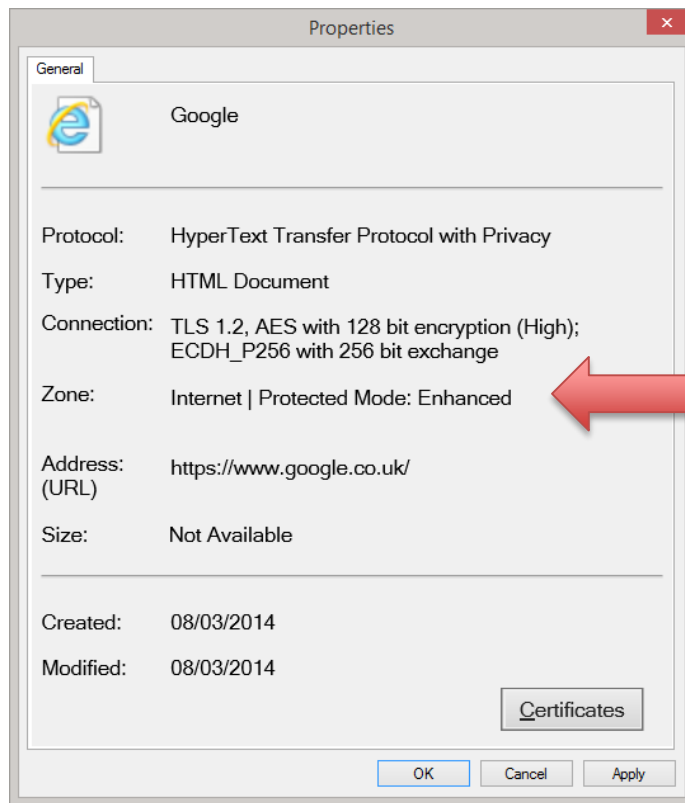 Properties
General
Google
Protocol: HyperText Transfer Protocol with Privacy
Type: HTML Document
Connection: TLS 1.2, AES with 128 bit encryption (High);
ECDH_P256 with 256 bit exchange
Zone: Internet | Protected Mode: Enhanced
Address: https://www.google.co.uk/
(URL)
Size: Not Available
Created: 08/03/2014
Modified: 08/03/2014
Certificates
OK Cancel Apply